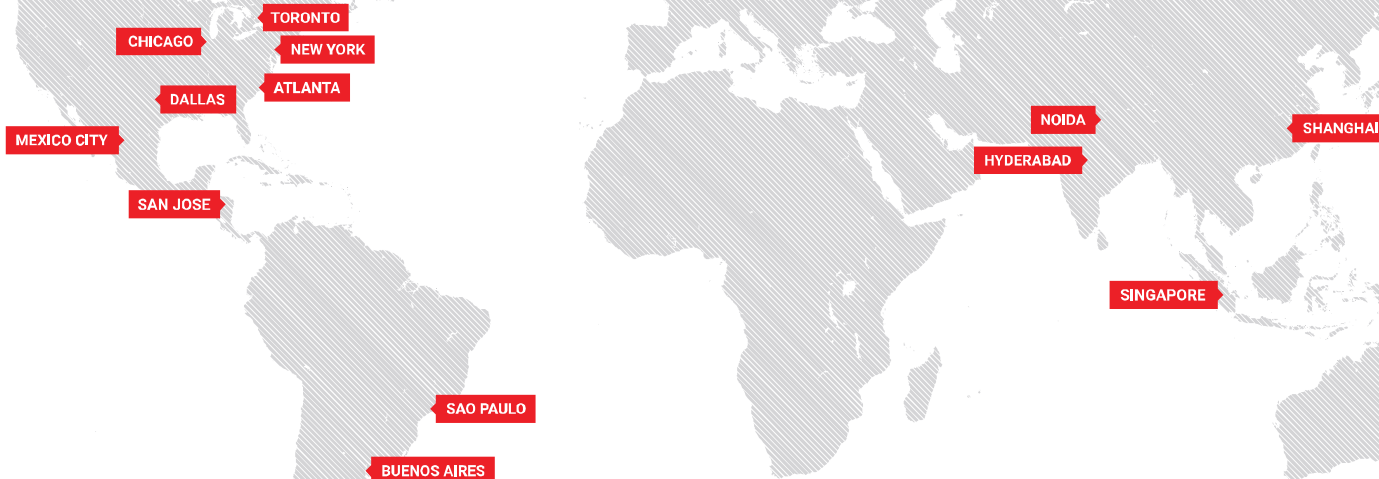 TORONTO
CHICAGO
NEW YORK
ATLANTA
DALLAS
MEXICO CITY
SAN JOSE
SAO PAULO
BUENOS AIRES
NOIDA
HYDERABAD
SHANGHAI
SINGAPORE